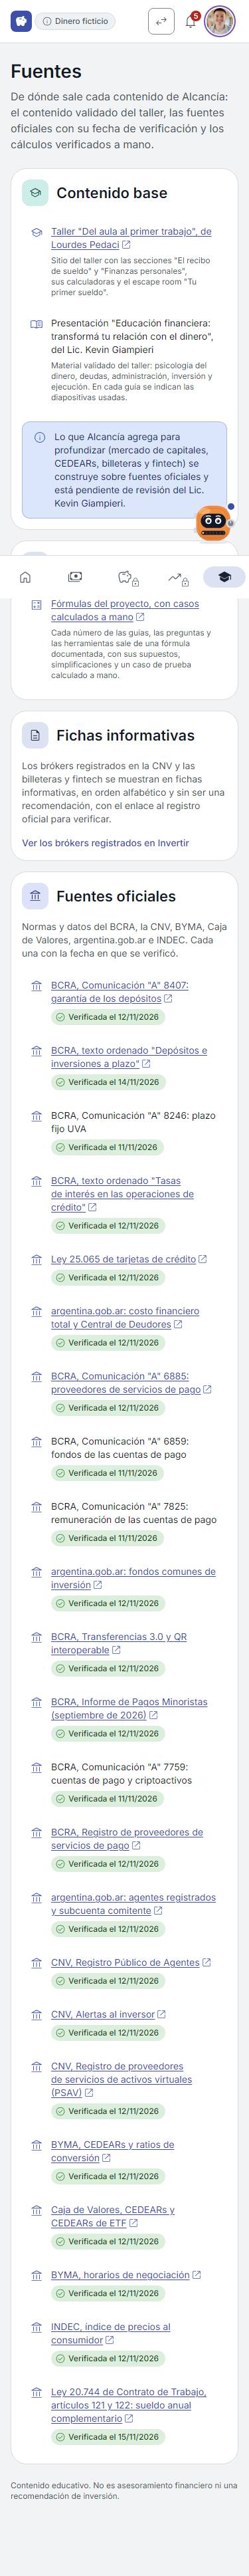 Dinero ficticio
5
Fuentes
De dónde sale cada contenido de Alcancía:
el contenido validado del taller, las fuentes
oficiales con su fecha de verificación y los
cálculos verificados a mano.
Contenido base
Taller "Del aula al primer trabajo", de
Lourdes Pedaci
Sitio del taller con las secciones "El recibo
de sueldo" y "Finanzas personales",
sus calculadoras y el escape room "Tu
primer sueldo".
Presentación "Educación financiera:
transformá tu relación con el dinero",
del Lic. Kevin Giampieri
Material validado del taller: psicología del
dinero, deudas, administración, inversión y
ejecución. En cada guía se indican las
diapositivas usadas.
Lo que Alcancía agrega para
profundizar (mercado de capitales,
CEDEARs, billeteras y fintech) se
construye sobre fuentes oficiales y
está pendiente de revisión del Lic.
Kevin Giampieri.
Fórmulas del proyecto, con casos
calculados a mano
Cada número de las guías, las preguntas y
las herramientas sale de una fórmula
documentada, con sus supuestos,
simplificaciones y un caso de prueba
calculado a mano.
Fichas informativas
Los brókers registrados en la CNV y las
billeteras y fintech se muestran en fichas
informativas, en orden alfabético y sin ser una
recomendación, con el enlace al registro
oficial para verificar.
Ver los brókers registrados en Invertir
Fuentes oficiales
Normas y datos del BCRA, la CNV, BYMA, Caja
de Valores, argentina.gob.ar e INDEC. Cada
una con la fecha en que se verificó.
BCRA, Comunicación "A" 8407:
garantía de los depósitos
Verificada el 12/11/2026
BCRA, texto ordenado "Depósitos e
inversiones a plazo"
Verificada el 14/11/2026
BCRA, Comunicación "A" 8246: plazo
fijo UVA
Verificada el 11/11/2026
BCRA, texto ordenado "Tasas
de interés en las operaciones de
crédito"
Verificada el 12/11/2026
Ley 25.065 de tarjetas de crédito
Verificada el 12/11/2026
argentina.gob.ar: costo financiero
total y Central de Deudores
Verificada el 12/11/2026
BCRA, Comunicación "A" 6885:
proveedores de servicios de pago
Verificada el 12/11/2026
BCRA, Comunicación "A" 6859:
fondos de las cuentas de pago
Verificada el 11/11/2026
BCRA, Comunicación "A" 7825:
remuneración de las cuentas de pago
Verificada el 11/11/2026
argentina.gob.ar: fondos comunes de
inversión
Verificada el 12/11/2026
BCRA, Transferencias 3.0 y QR
interoperable
Verificada el 12/11/2026
BCRA, Informe de Pagos Minoristas
(septiembre de 2026)
Verificada el 12/11/2026
BCRA, Comunicación "A" 7759:
cuentas de pago y criptoactivos
Verificada el 11/11/2026
BCRA, Registro de proveedores de
servicios de pago
Verificada el 12/11/2026
argentina.gob.ar: agentes registrados
y subcuenta comitente
Verificada el 12/11/2026
CNV, Registro Público de Agentes
Verificada el 12/11/2026
CNV, Alertas al inversor
Verificada el 12/11/2026
CNV, Registro de proveedores
de servicios de activos virtuales
(PSAV)
Verificada el 12/11/2026
BYMA, CEDEARs y ratios de
conversión
Verificada el 12/11/2026
Caja de Valores, CEDEARs y
CEDEARs de ETF
Verificada el 12/11/2026
BYMA, horarios de negociación
Verificada el 12/11/2026
INDEC, índice de precios al
consumidor
Verificada el 12/11/2026
Ley 20.744 de Contrato de Trabajo,
artículos 121 y 122: sueldo anual
complementario
Verificada el 15/11/2026
Contenido educativo. No es asesoramiento financiero ni una
recomendación de inversión.